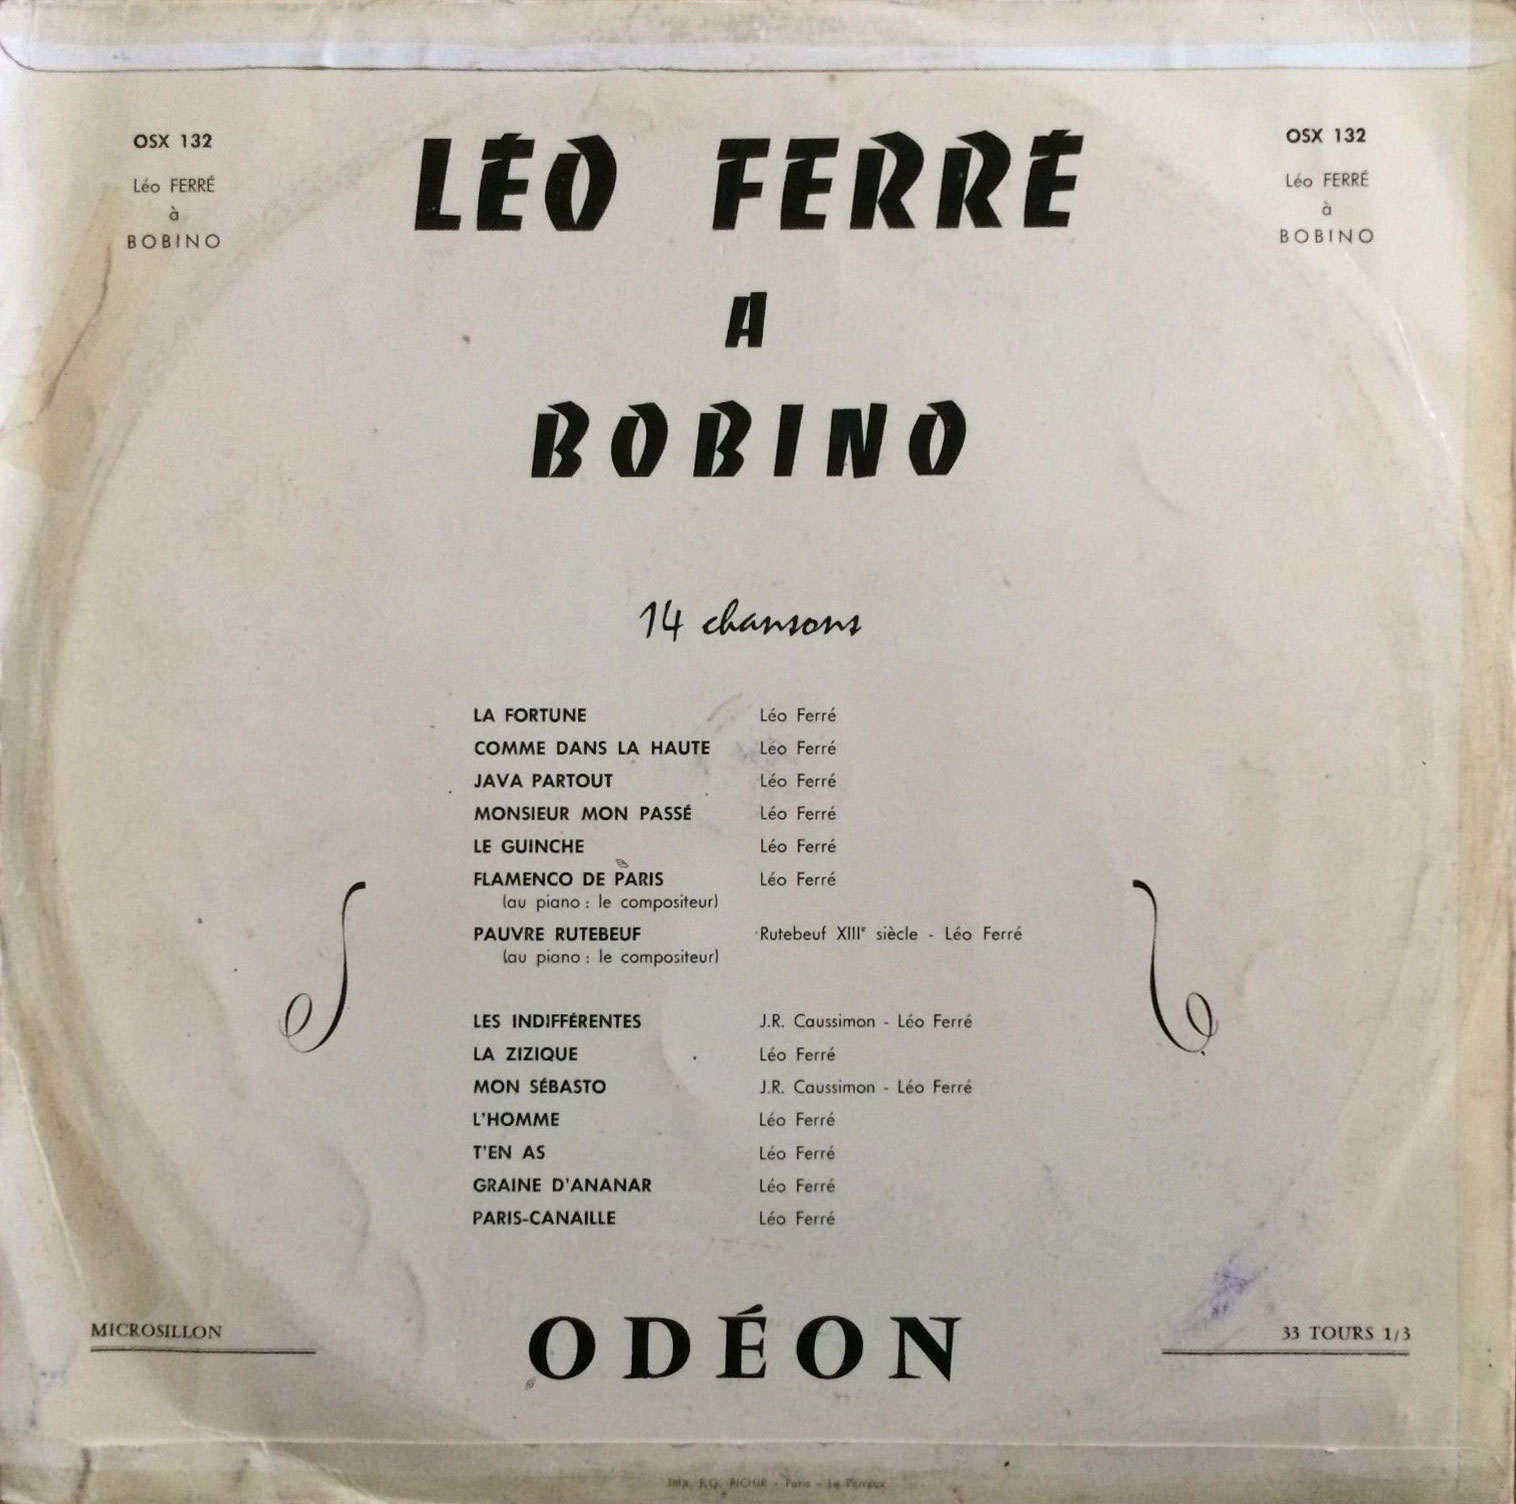 OSX 132
Léo FERRÉ
à
BOBINO
LÉO FERRÉ
A
BOBINO
OSX 132
Léo FERRÉ
à
BOBINO
14 chansons
LA FORTUNE Léo Ferré
COMME DANS LA HAUTE Léo Ferré
JAVA PARTOUT Léo Ferré
MONSIEUR MON PASSÉ Léo Ferré
LE GUINCHE Léo Ferré
FLAMENCO DE PARIS Léo Ferré
(au piano : le compositeur)
PAUVRE RUTEBEUF Rutebeuf XIIIe siècle - Léo Ferré
(au piano : le compositeur)
LES INDIFFÉRENTES J.R. Caussimon - Léo Ferré
LA ZIZIQUE Léo Ferré
MON SÉBASTO J.R. Caussimon - Léo Ferré
L'HOMME Léo Ferré
T'EN AS Léo Ferré
GRAINE D'ANANAR Léo Ferré
PARIS-CANAILLE Léo Ferré
MICROSILLON
ODÉON
33 TOURS 1/3
RICHIR - Paris - Le Perreux